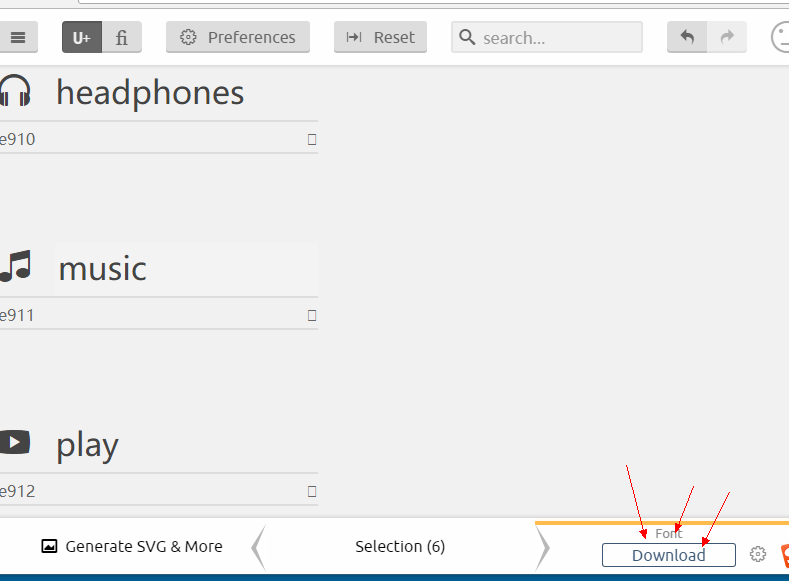 U+ fi Preferences Reset search...
headphones
e910
music
e911
play
e912
Generate SVG & More Selection (6) Font
Download